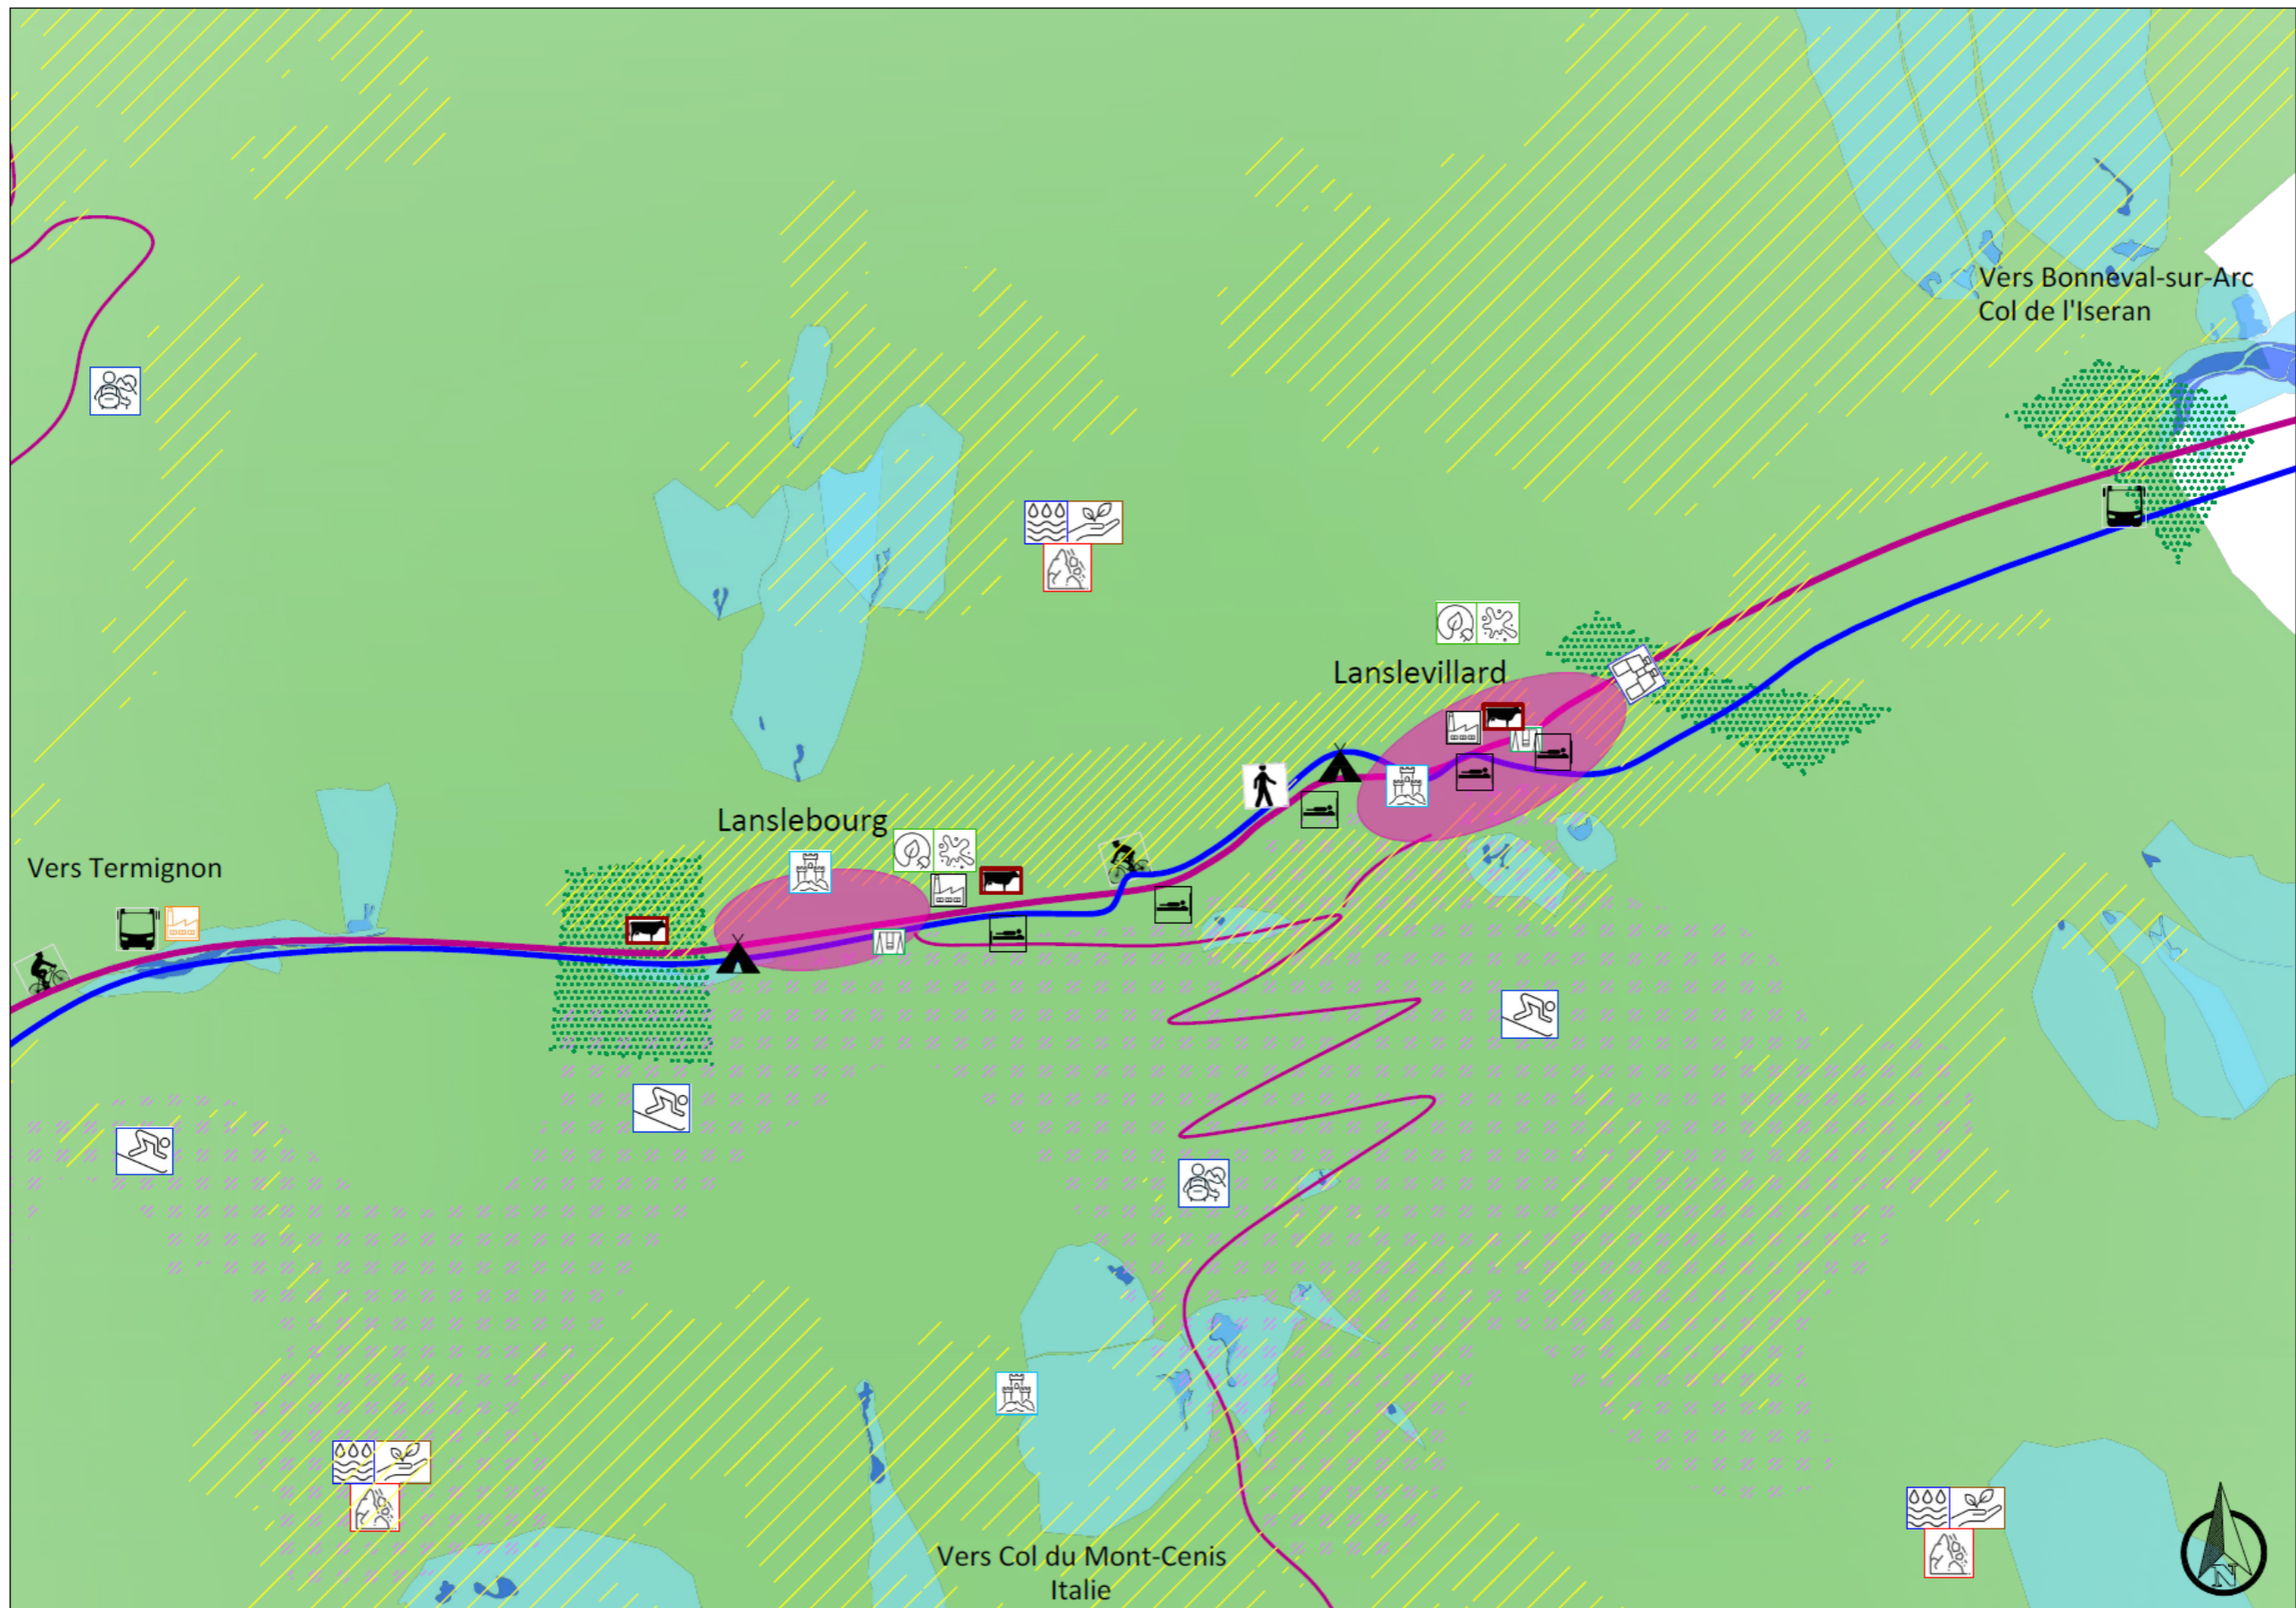 Vers Bonneval-sur-Arc
Col de l'Iseran
Lanslevillard
Lanslebourg
Vers Termignon
Vers Col du Mont-Cenis
Italie
N